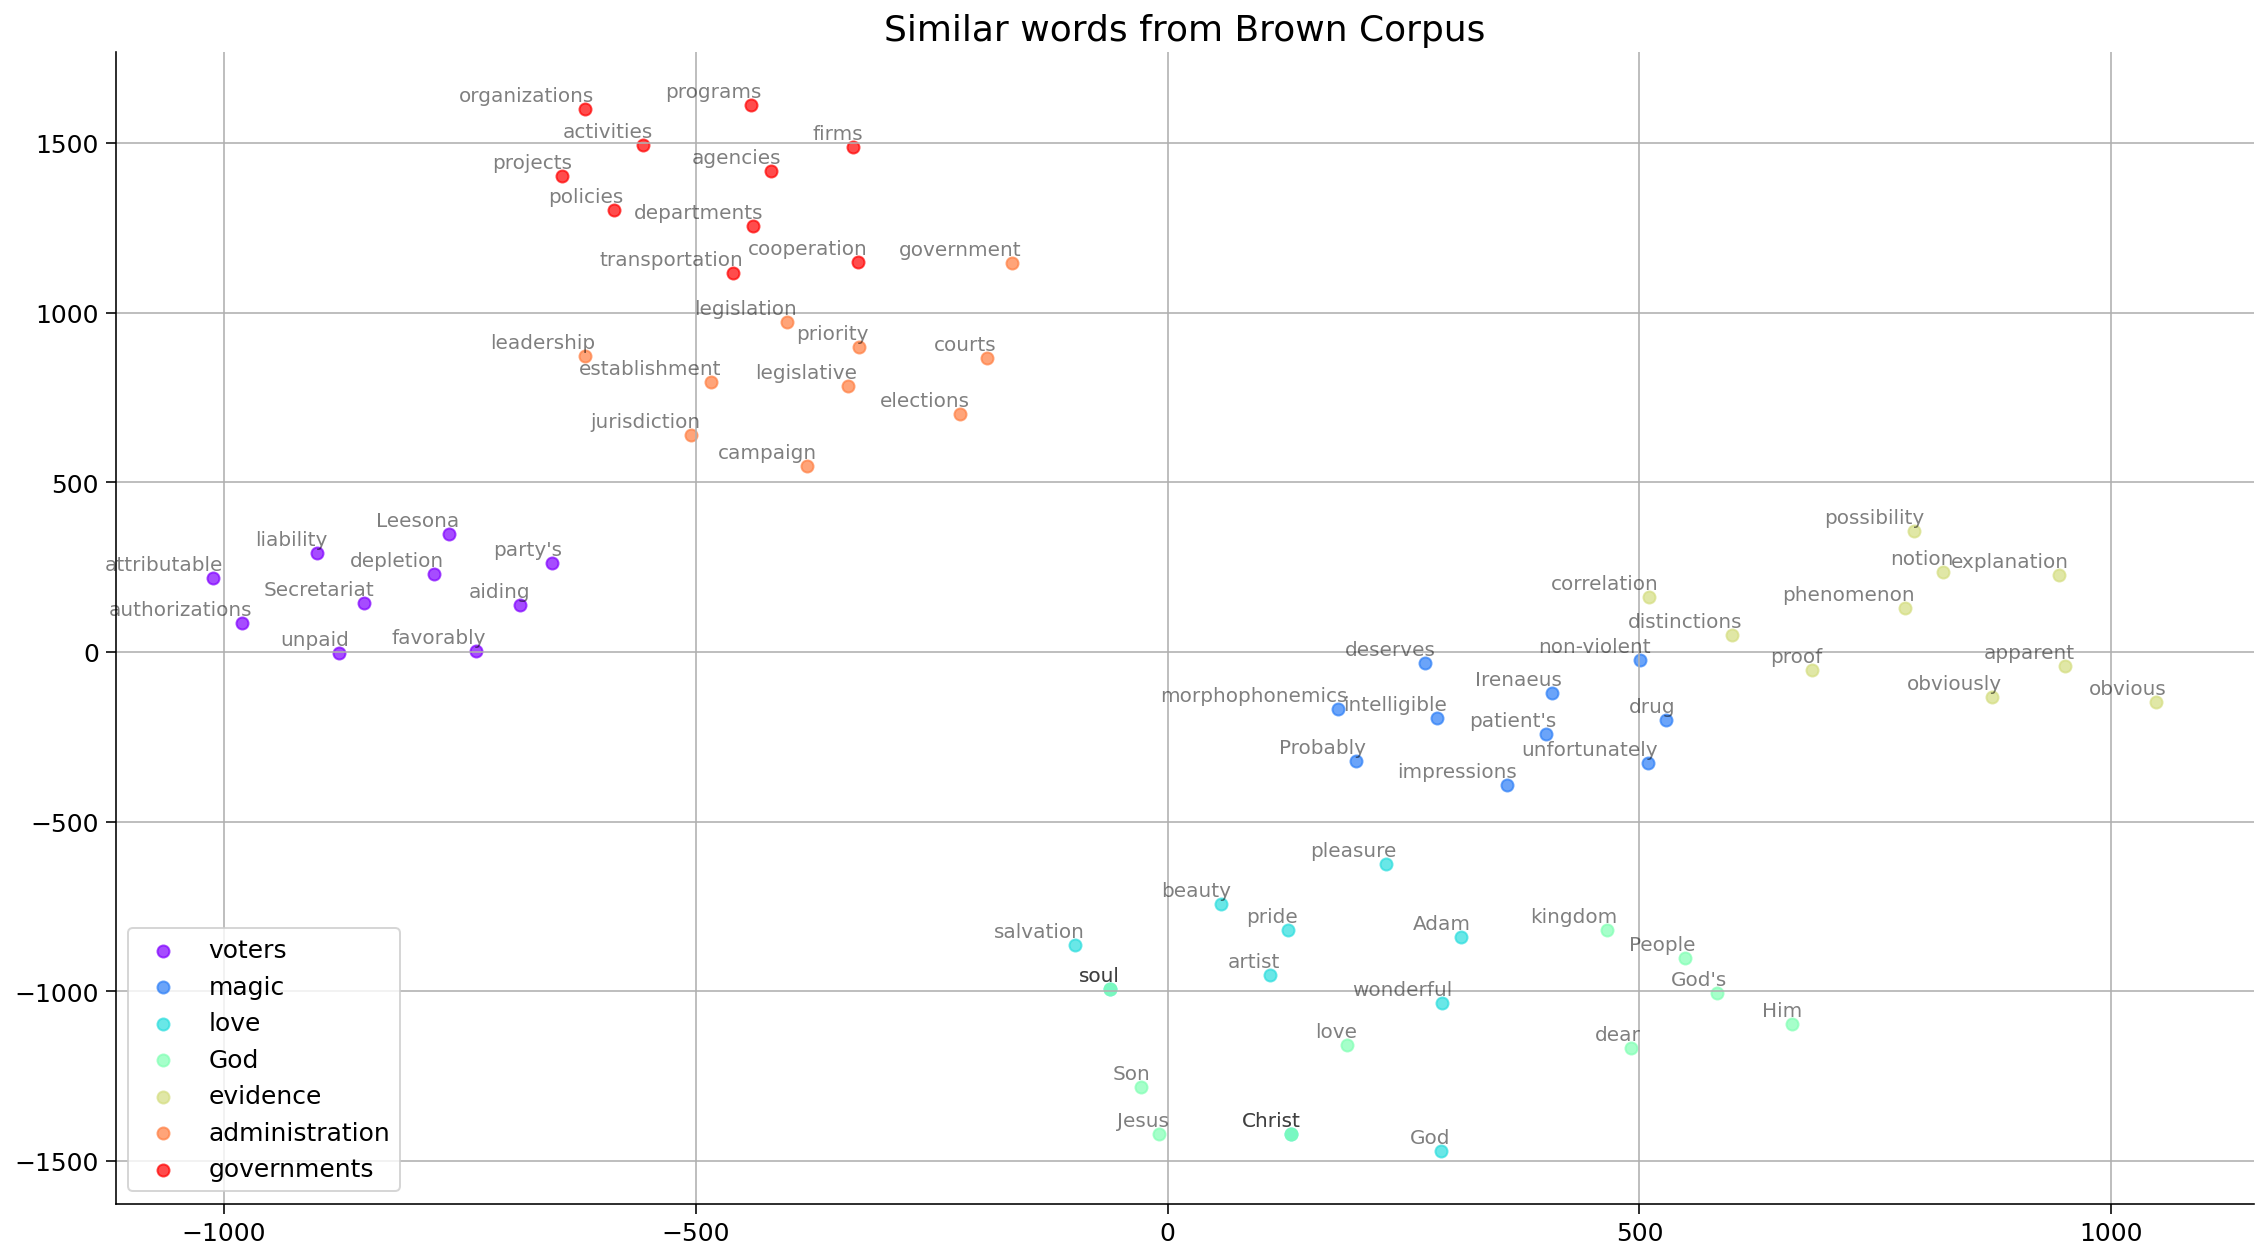 Similar words from Brown Corpus
organizations
programs
activities
firms
projects
agencies
policies
departments
cooperation
government
transportation
legislation
priority
leadership
courts
establishment
legislative
elections
jurisdiction
campaign
Leesona
liability
party's
attributable
depletion
Secretariat
aiding
authorizations
unpaid
favorably
possibility
notion
explanation
correlation
phenomenon
distinctions
non-violent
deserves
proof
apparent
Irenaeus
obviously
obvious
morphophonemics
intelligible
drug
patient's
Probably
unfortunately
impressions
pleasure
beauty
pride
Adam
kingdom
salvation
People
artist
soul
God's
wonderful
Him
love
dear
Son
Jesus
Christ
God
1500
1000
500
0
−500
−1000
−1500
−1000
−500
0
500
1000
voters
magic
love
God
evidence
administration
governments